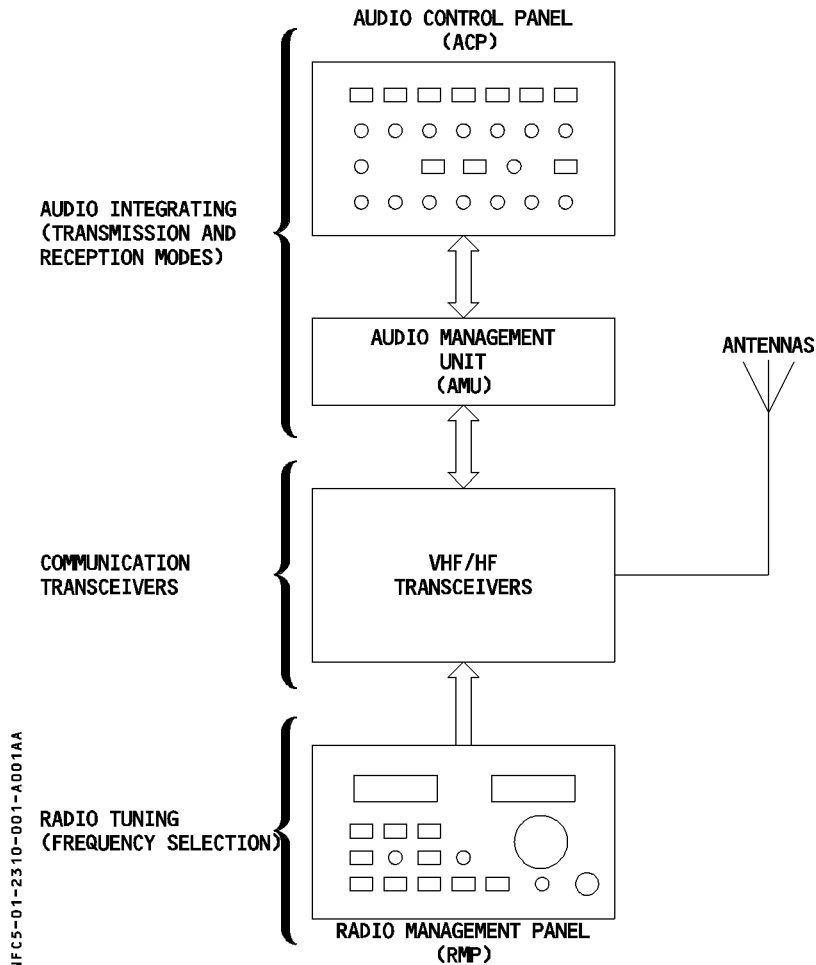 AUDIO CONTROL PANEL
(ACP)
AUDIO INTEGRATING
(TRANSMISSION AND
RECEPTION MODES)
AUDIO MANAGEMENT
UNIT
(AMU)
ANTENNAS
COMMUNICATION
TRANSCEIVERS
VHF/HF
TRANSCEIVERS
RADIO TUNING
(FREQUENCY SELECTION)
RADIO MANAGEMENT PANEL
(RMP)
NFC5-01-2310-001-A001AA